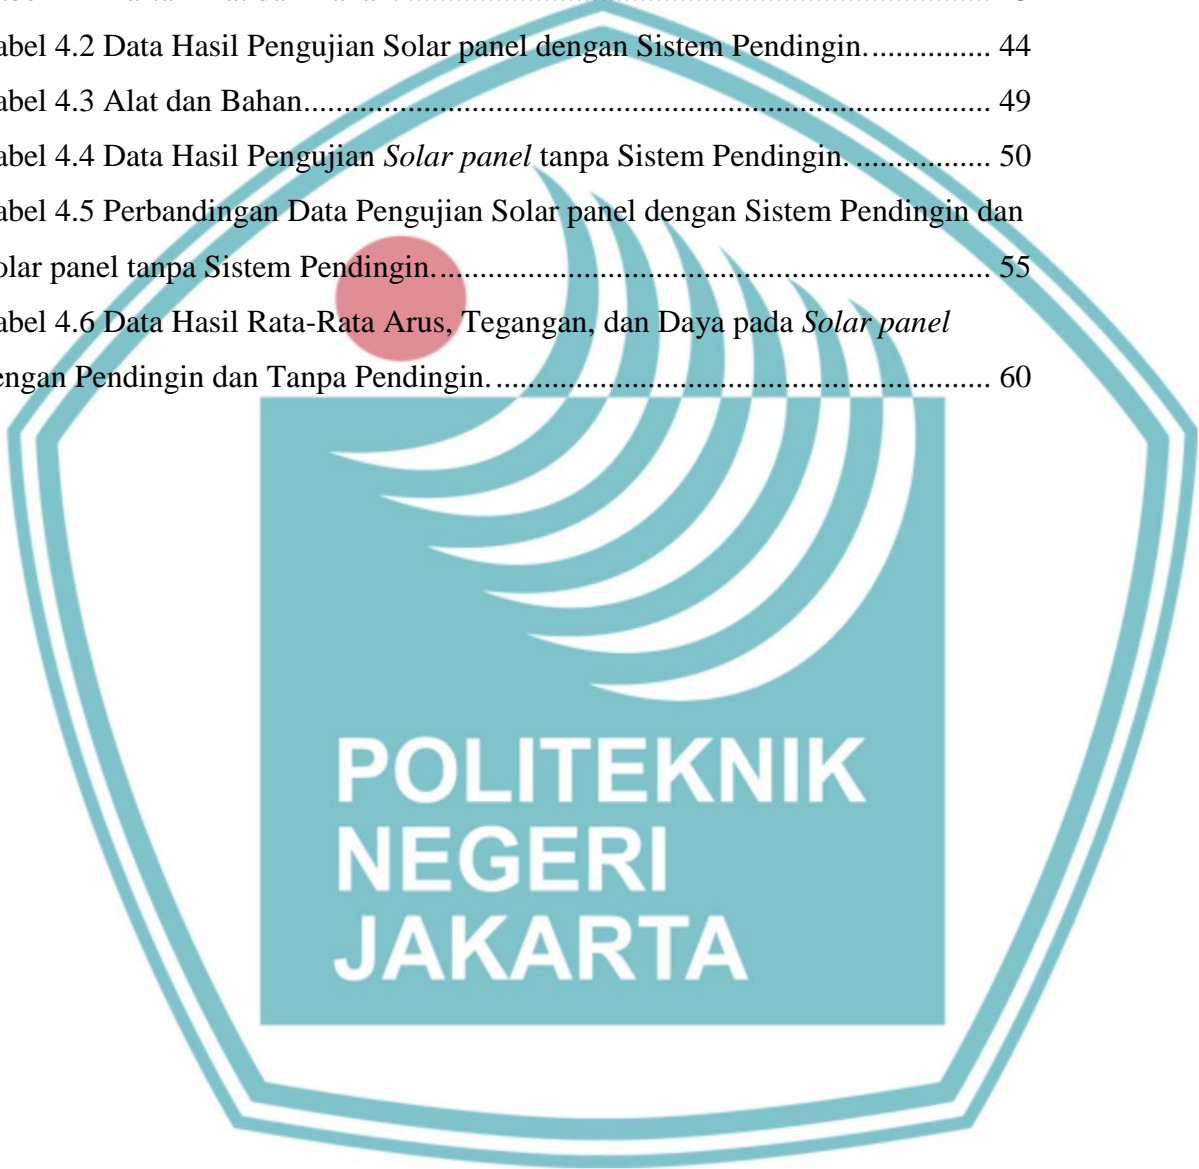 abel 4.2 Data Hasil Pengujian Solar panel dengan Sistem Pendingin............... 44
abel 4.3 Alat dan Bahan...................................................................................... 49
abel 4.4 Data Hasil Pengujian Solar panel tanpa Sistem Pendingin. ................. 50
abel 4.5 Perbandingan Data Pengujian Solar panel dengan Sistem Pendingin dan
olar panel tanpa Sistem Pendingin...................................................................... 55
abel 4.6 Data Hasil Rata-Rata Arus, Tegangan, dan Daya pada Solar panel
engan Pendingin dan Tanpa Pendingin. .............................................................. 60
POLITEKNIK
NEGERI
JAKARTA